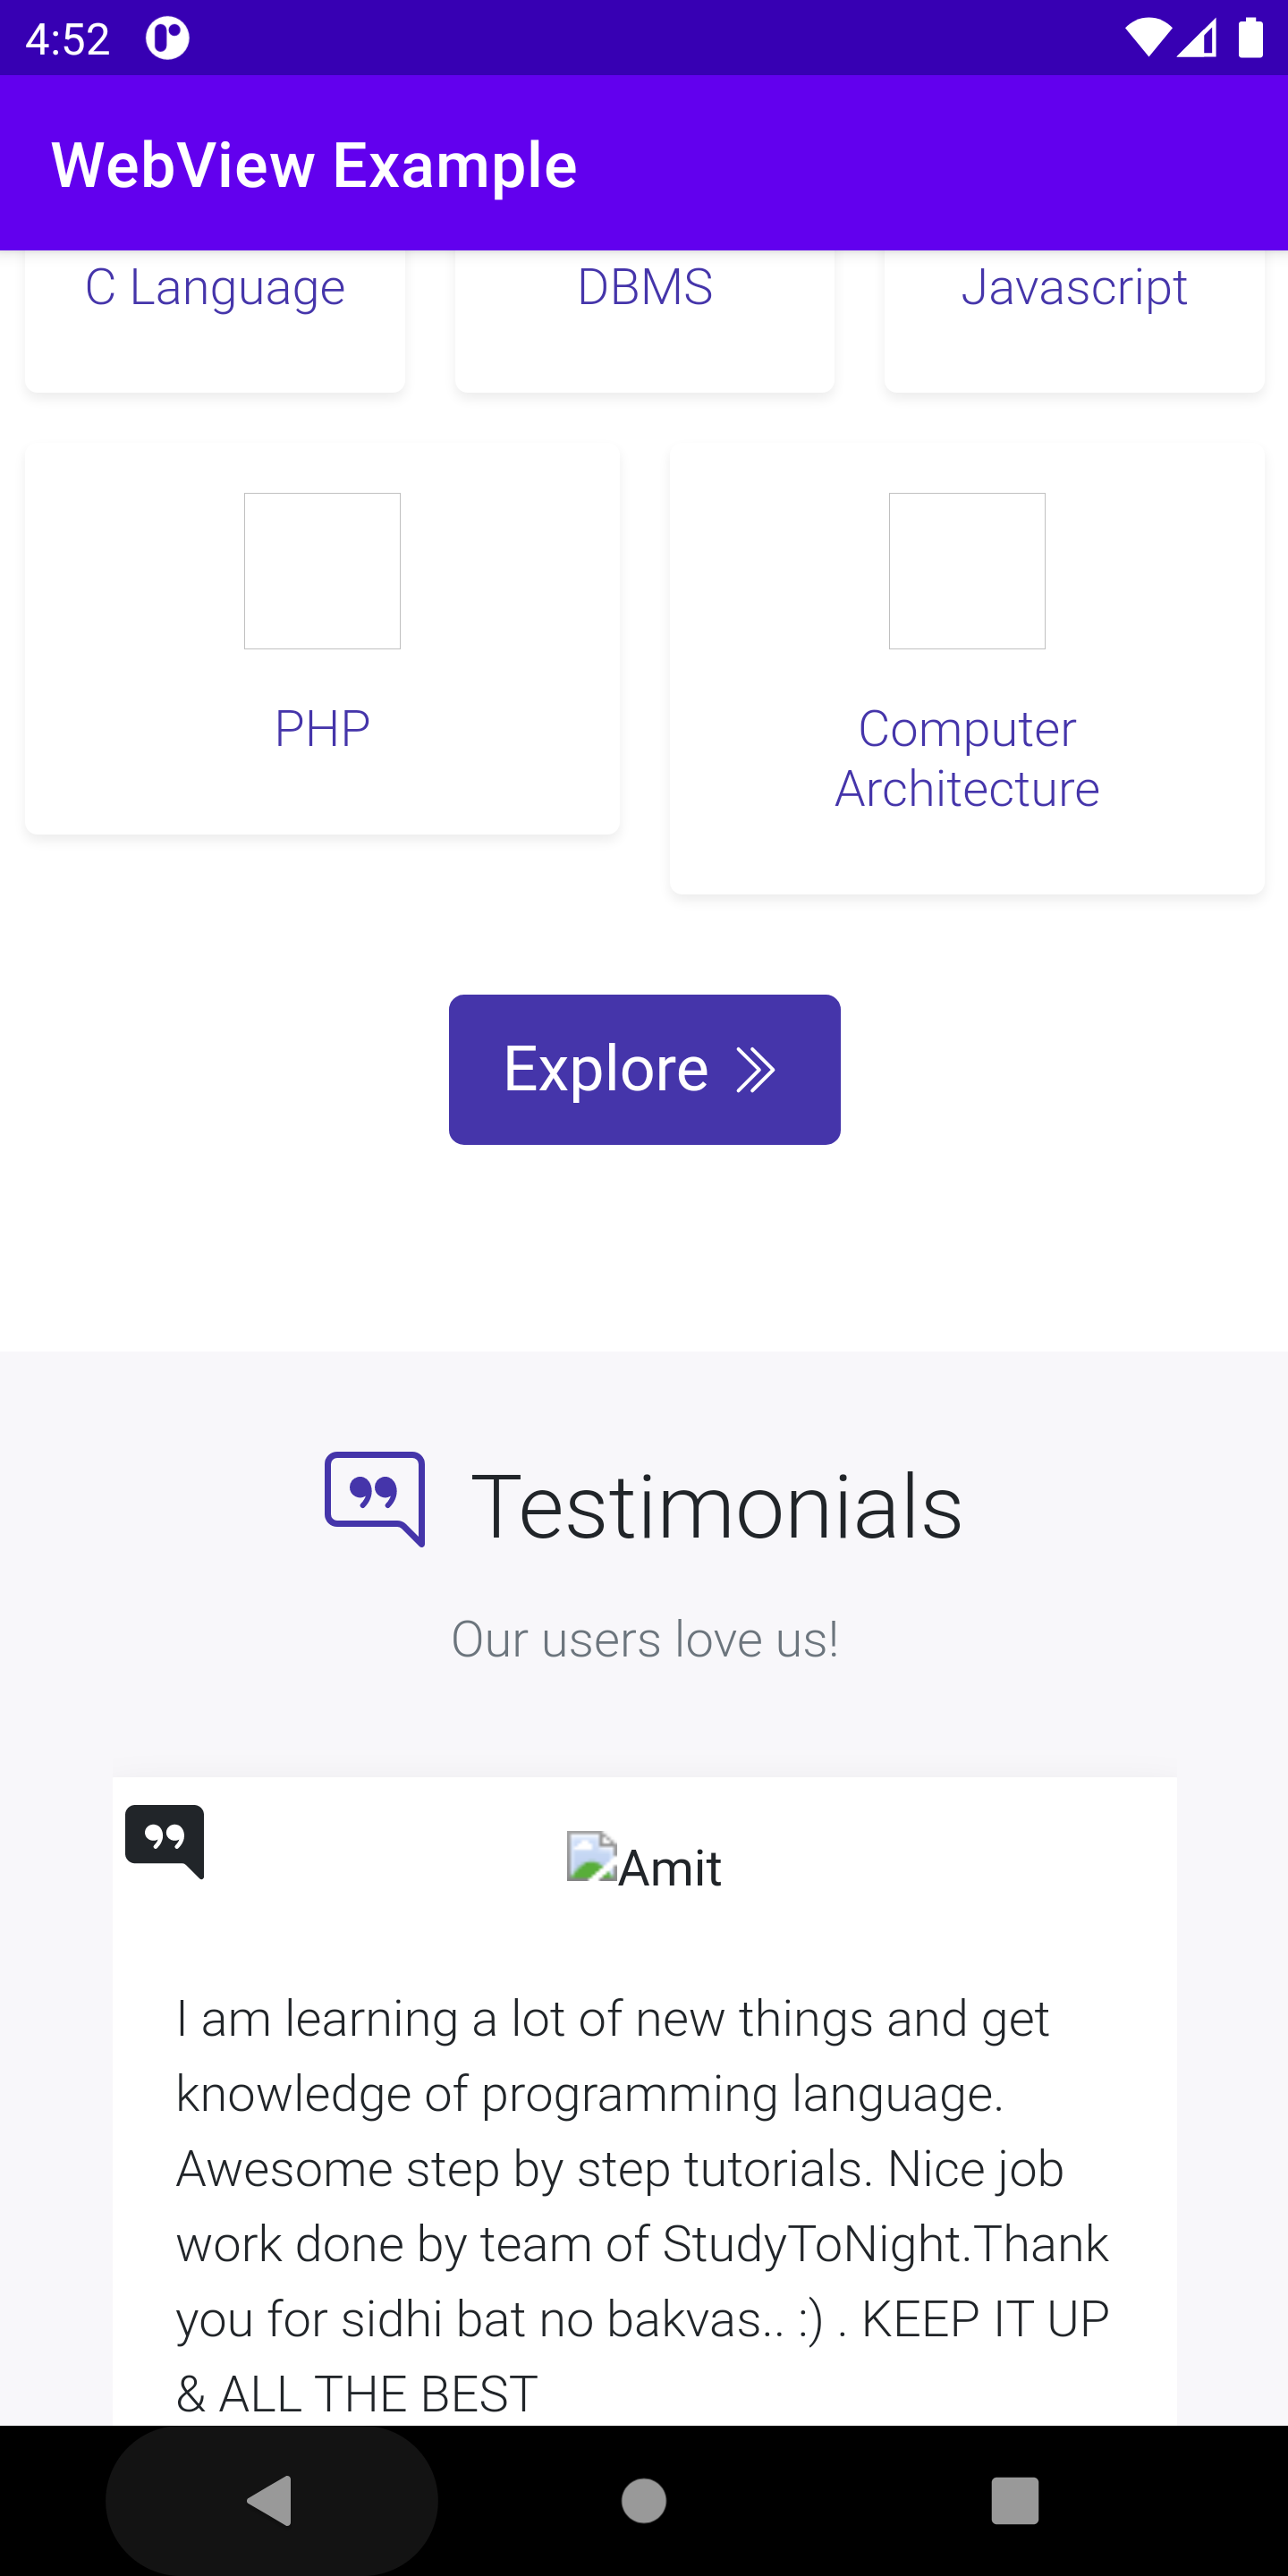 4:52
WebView Example
C Language
DBMS
Javascript
PHP
Computer
Architecture
Explore
Testimonials
Our users love us!
Amit
I am learning a lot of new things and get
knowledge of programming language.
Awesome step by step tutorials. Nice job
work done by team of StudyToNight.Thank
you for sidhi bat no bakvas.. :) . KEEP IT UP
& ALL THE BEST